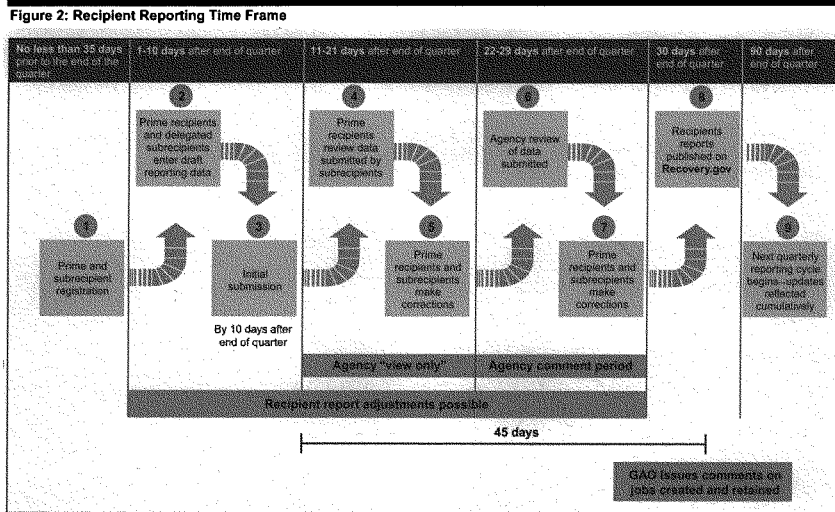 Figure 2: Recipient Reporting Time Frame
No less than 35 days
prior to the end of the
quarter
1-10 days after end of quarter
11-21 days after end of quarter
22-29 days after end of quarter
30 days after
end of quarter
90 days after
end of quarter
2
Prime recipients
and delegated
subrecipients
enter draft
reporting data
4
Prime
recipients
review data
submitted by
subrecipients
6
Agency review
of data
submitted
8
Recipients
reports
published on
Recovery.gov
1
Prime and
subrecipient
registration
3
Initial
submission
By 10 days after
end of quarter
5
Prime
recipients and
subrecipients
make
corrections
7
Prime
recipients and
subrecipients
make
corrections
9
Next quarterly
reporting cycle
begins--updates
reflected
cumulatively
Agency "view only"
Agency comment period
Recipient report adjustments possible
45 days
GAO issues comments on
jobs created and retained